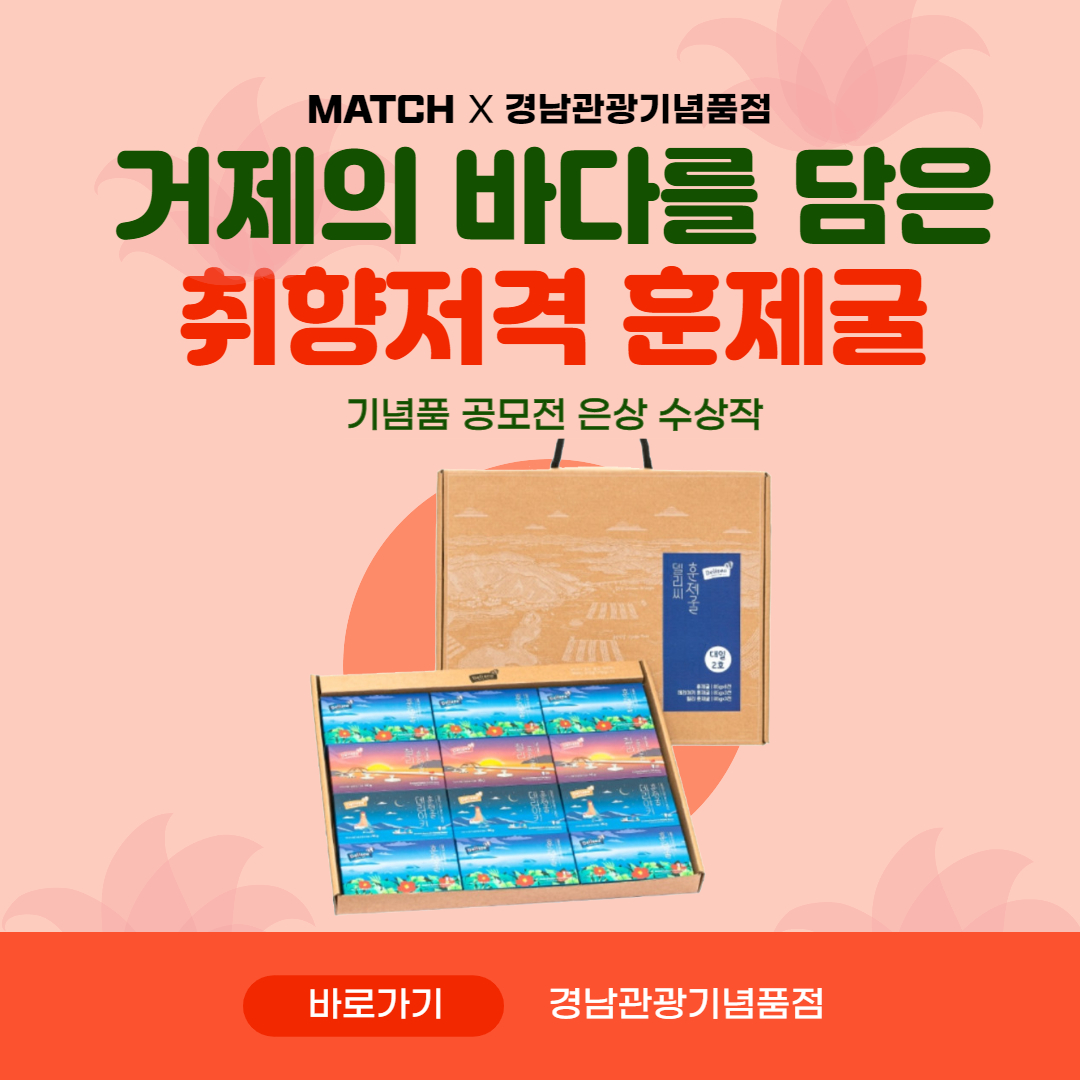 MATCH X 경남관광기념품점
거제의 바다를 담은
취향저격 훈제굴
기념품 공모전 은상 수상작
훈제굴
델리씨
대일
2호
바로가기
경남관광기념품점